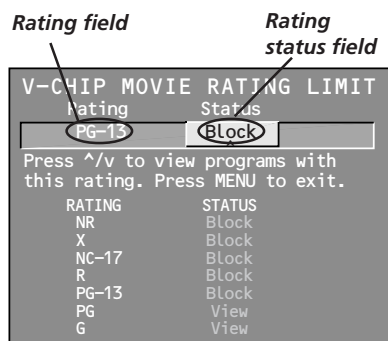 Rating field
Rating
status field
V-CHIP MOVIE RATING LIMIT
Rating Status
PG-13 Block
Press ^/v to view programs with
this rating. Press MENU to exit.
RATING STATUS
NR Block
X Block
NC-17 Block
R Block
PG-13 Block
PG View
G View